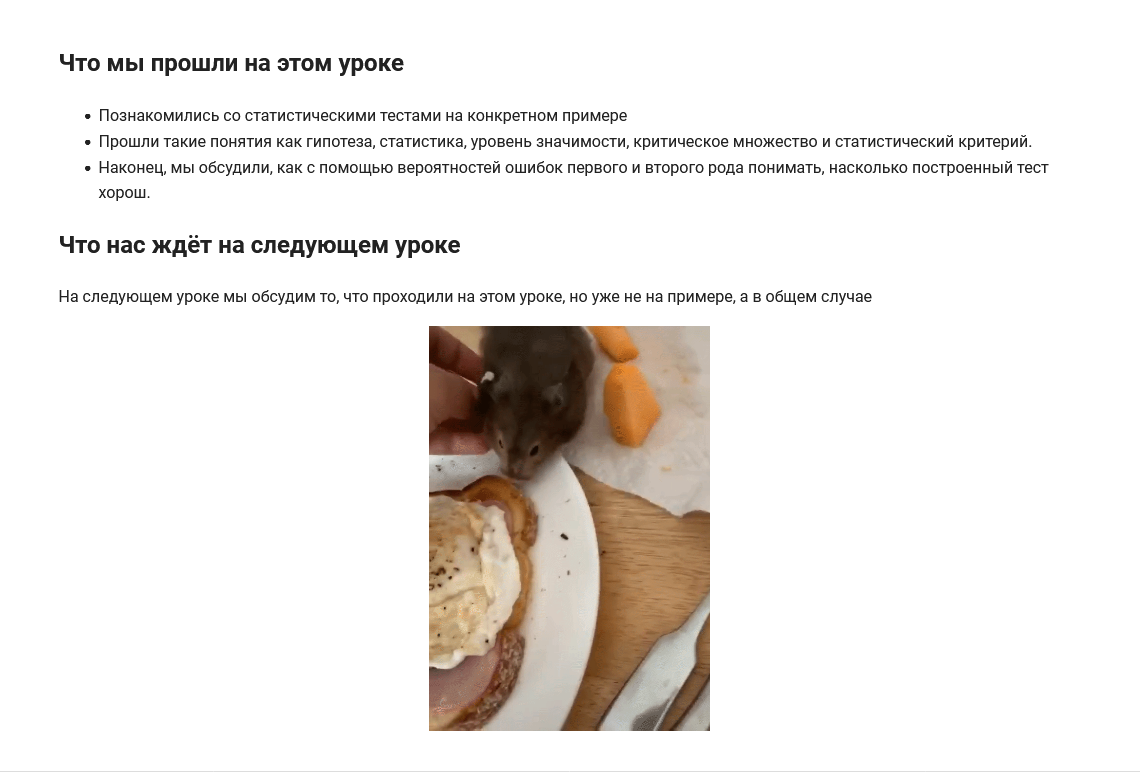 Что мы прошли на этом уроке
Познакомились со статистическими тестами на конкретном примере
Прошли такие понятия как гипотеза, статистика, уровень значимости, критическое множество и статистический критерий.
Наконец, мы обсудили, как с помощью вероятностей ошибок первого и второго рода понимать, насколько построенный тест
хорош.
Что нас ждёт на следующем уроке
На следующем уроке мы обсудим то, что проходили на этом уроке, но уже не на примере, а в общем случае